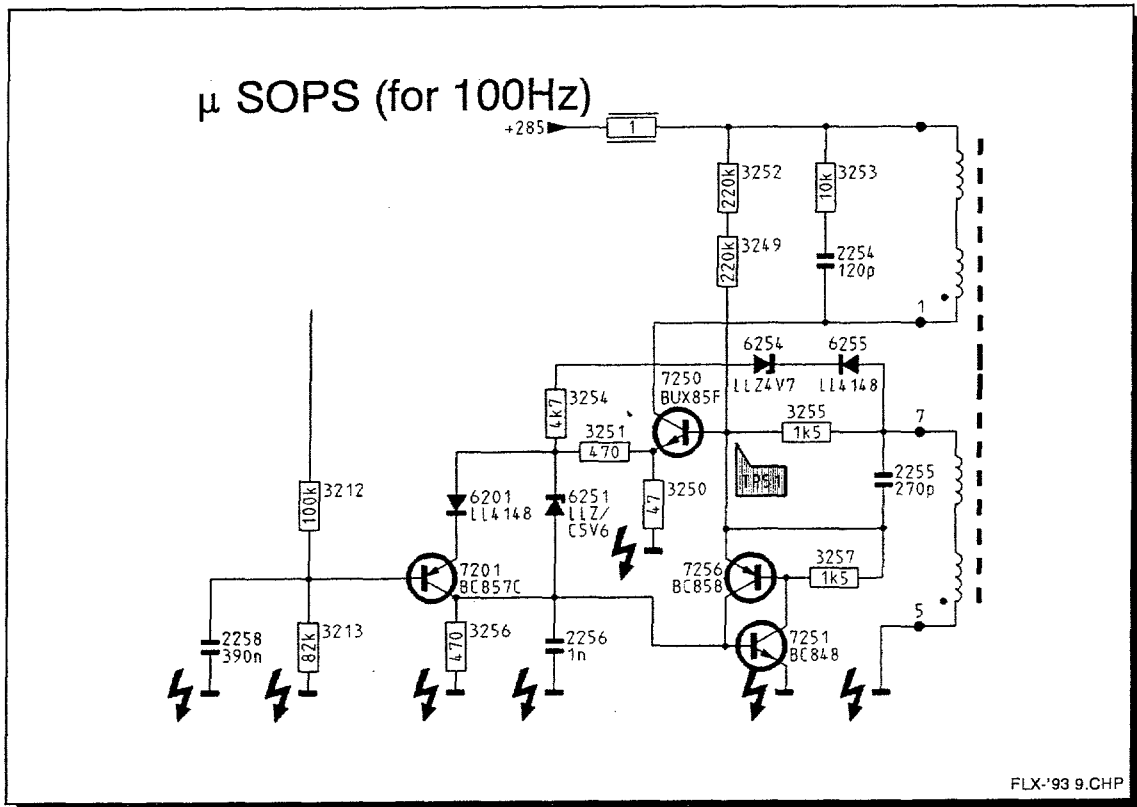 μ SOPS (for 100Hz)
+285
1
220k
3252
10k
3253
220k
3249
2254
120p
1
6254
LLZ4V7
6255
LL4148
7250
BUX85F
4k7
3254
3251
470
3255
1k5
7
TPS1
2255
270p
47
3250
6201
LL4148
6251
LLZ/
C5V6
100k
3212
7201
BC857C
7256
BC858
3257
1k5
5
2258
390n
82k
3213
470
3256
2256
1n
7251
BC848
FLX-'93 9.CHP